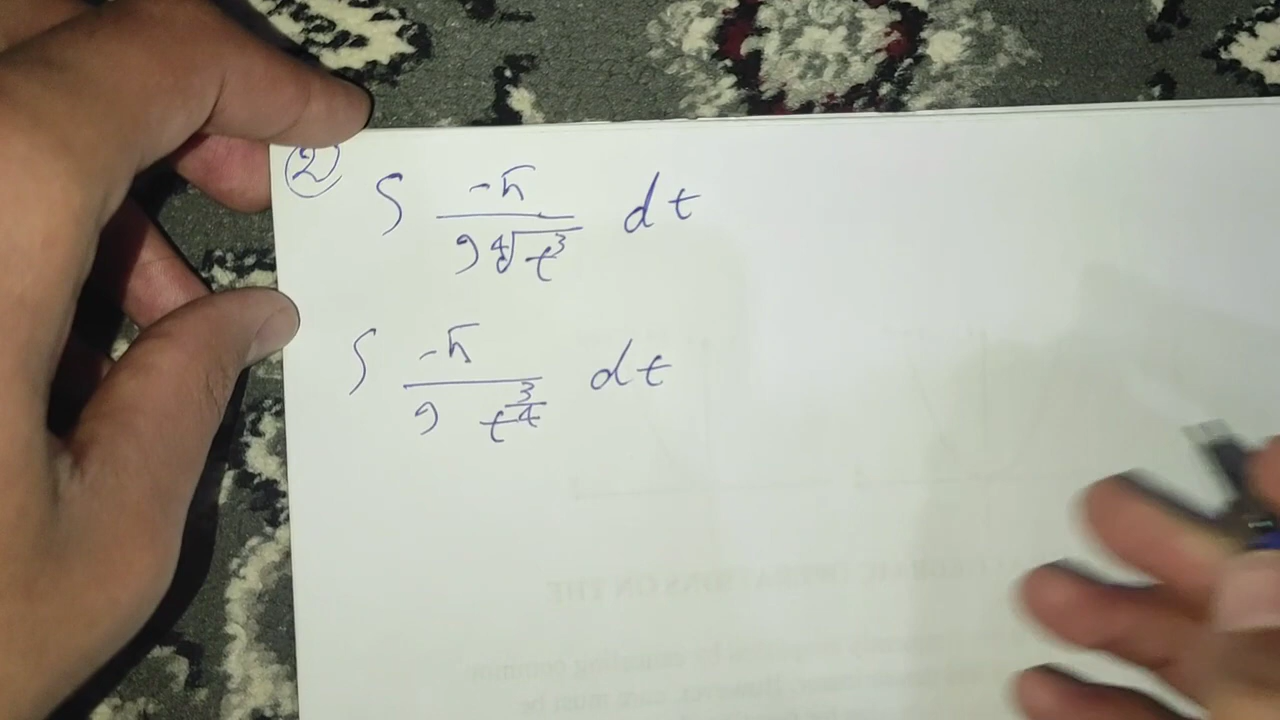 ② ∫ -π / 9 ∜t³ dt
∫ -π / 9 t^(3/4) dt